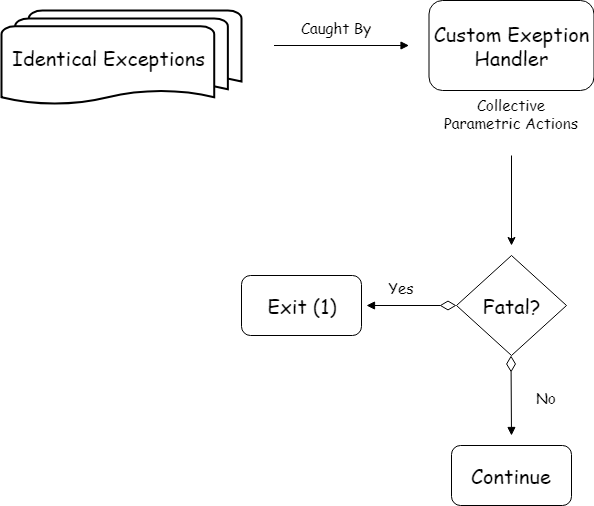 Identical Exceptions
Caught By
Custom Exeption
Handler
Collective
Parametric Actions
Fatal?
Yes
Exit (1)
No
Continue